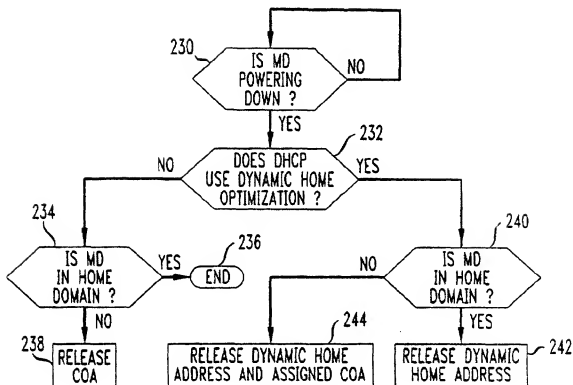 230
IS MD
POWERING
DOWN ?
NO
YES
232
DOES DHCP
USE DYNAMIC HOME
OPTIMIZATION ?
NO
YES
234
IS MD
IN HOME
DOMAIN ?
YES
236
END
NO
238
RELEASE
COA
240
IS MD
IN HOME
DOMAIN ?
NO
YES
244
RELEASE DYNAMIC HOME
ADDRESS AND ASSIGNED COA
RELEASE DYNAMIC
HOME ADDRESS
242